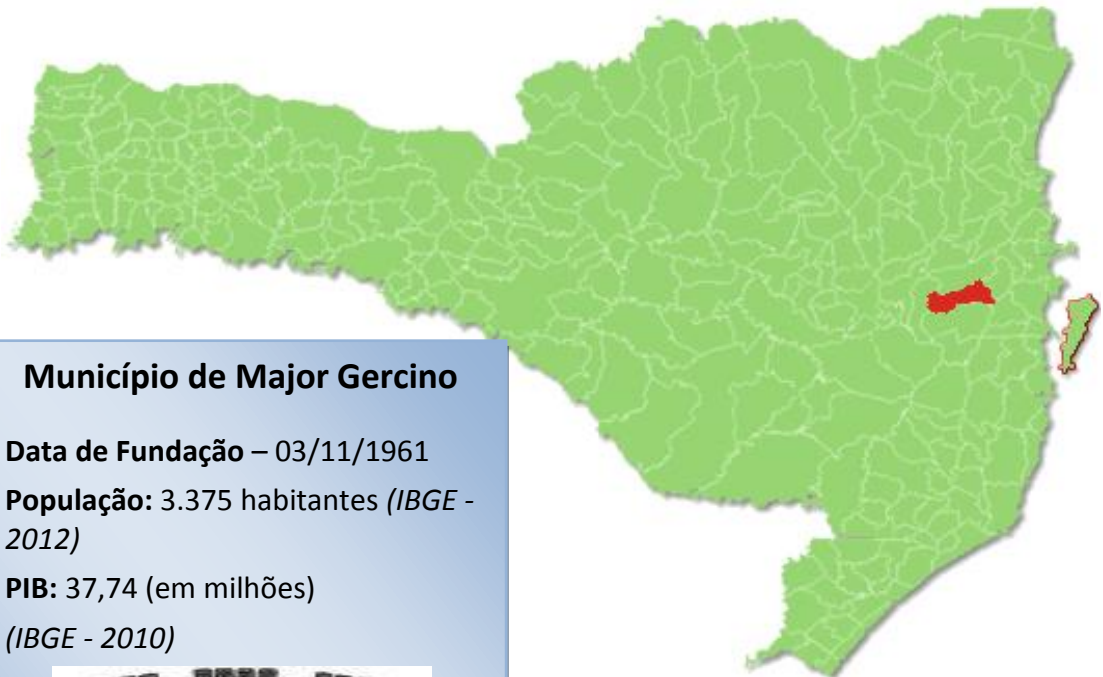 Município de Major Gercino
Data de Fundação – 03/11/1961
População: 3.375 habitantes (IBGE -
2012)
PIB: 37,74 (em milhões)
(IBGE - 2010)